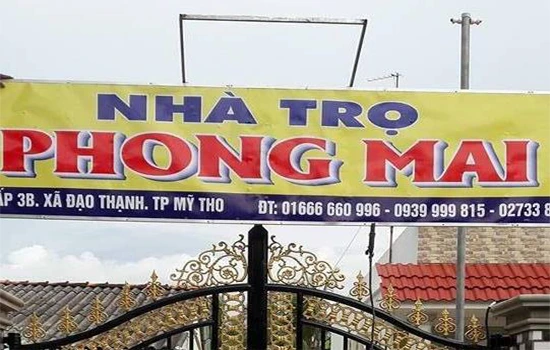 NHÀ TRỌ
PHONG MAI
ẤP 3B. XÃ ĐẠO THẠNH. TP MỸ THO ĐT: 01666 660 996 - 0939 999 815 - 02733 8